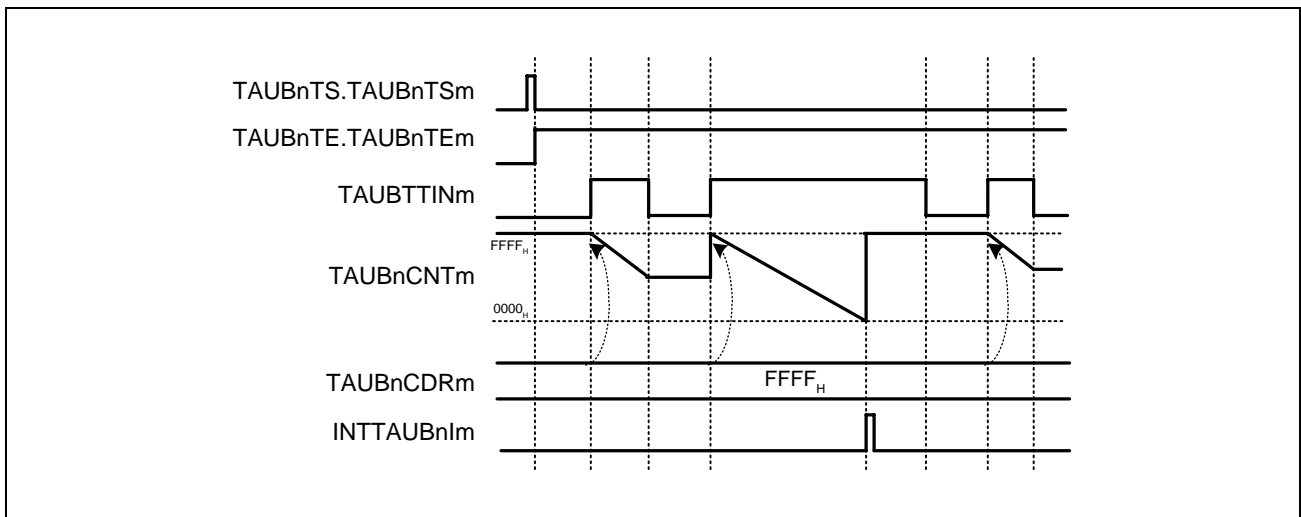 TAUBnTS.TAUBnTSm
TAUBnTE.TAUBnTEm
TAUBTTINm
FFFFH
TAUBnCNTm
0000H
TAUBnCDRm
FFFFH
INTTAUBnIm